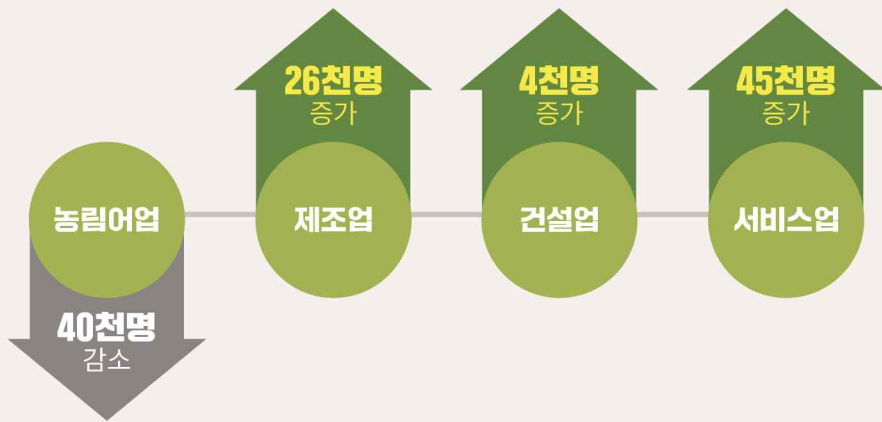 26천명
증가
4천명
증가
45천명
증가
농림어업
제조업
건설업
서비스업
40천명
감소